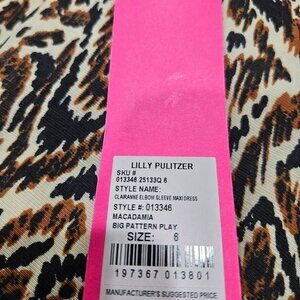 LILLY PULITZER
SKU #
013346 25133Q 6
STYLE NAME:
CLAIRANNE ELBOW SLEEVE MAXI DRESS
STYLE #: 013346
MACADAMIA
BIG PATTERN PLAY
SIZE: 6
197367 013801
MANUFACTURER'S SUGGESTED PRICE